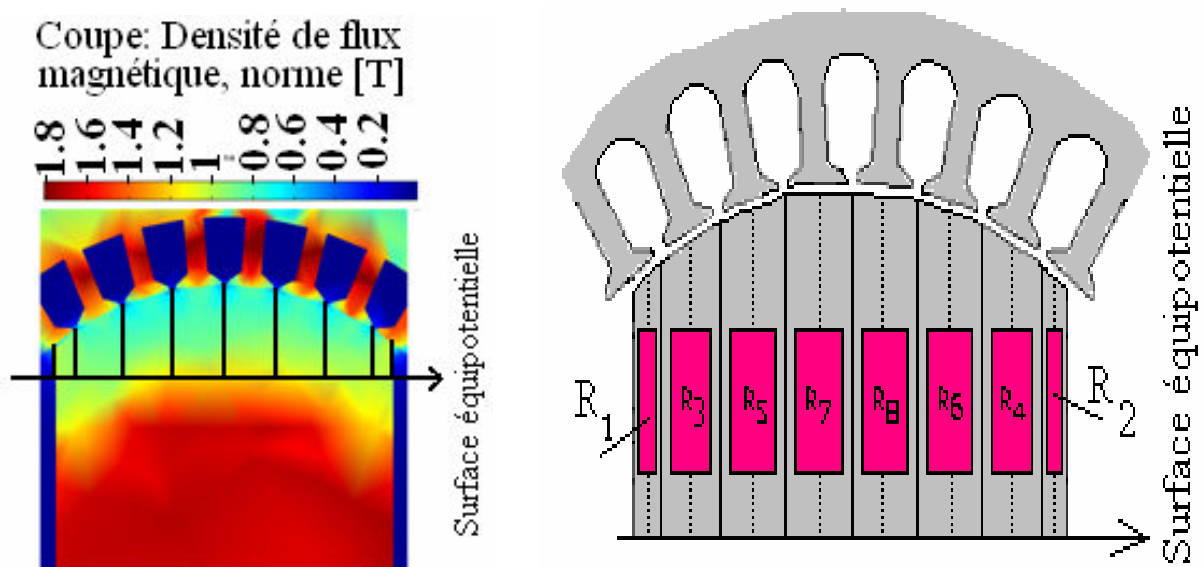 Coupe: Densité de flux
magnétique, norme [T]
1.8
1.6
1.4
1.2
1
0.8
0.6
0.4
0.2
Surface équipotentielle
R1
R3
R5
R7
R8
R6
R4
R2
Surface équipotentielle